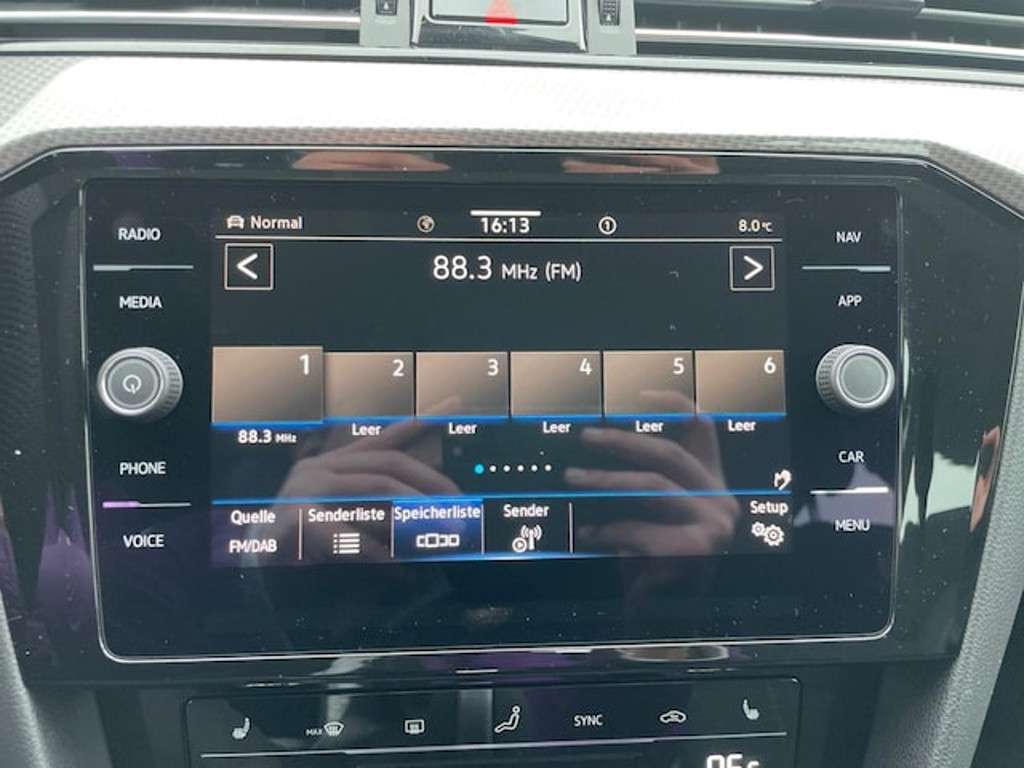 Normal 16:13 1 8.0°C
< 88.3 MHz (FM) >
RADIO
MEDIA
PHONE
VOICE
1 2 3 4 5 6
88.3 MHz Leer Leer Leer Leer Leer
Quelle Senderliste Speicherliste Sender Setup
FM/DAB
NAV
APP
CAR
MENU
MAX SYNC